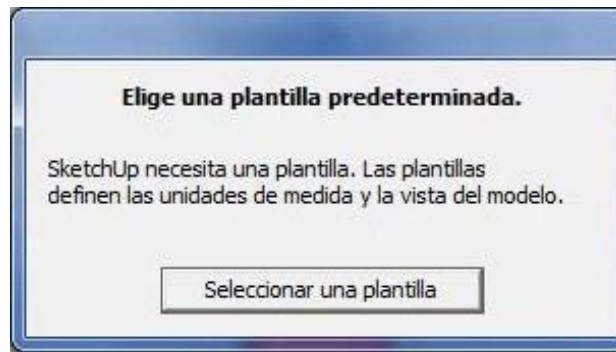 Elige una plantilla predeterminada.
SketchUp necesita una plantilla. Las plantillas
definen las unidades de medida y la vista del modelo.
Seleccionar una plantilla